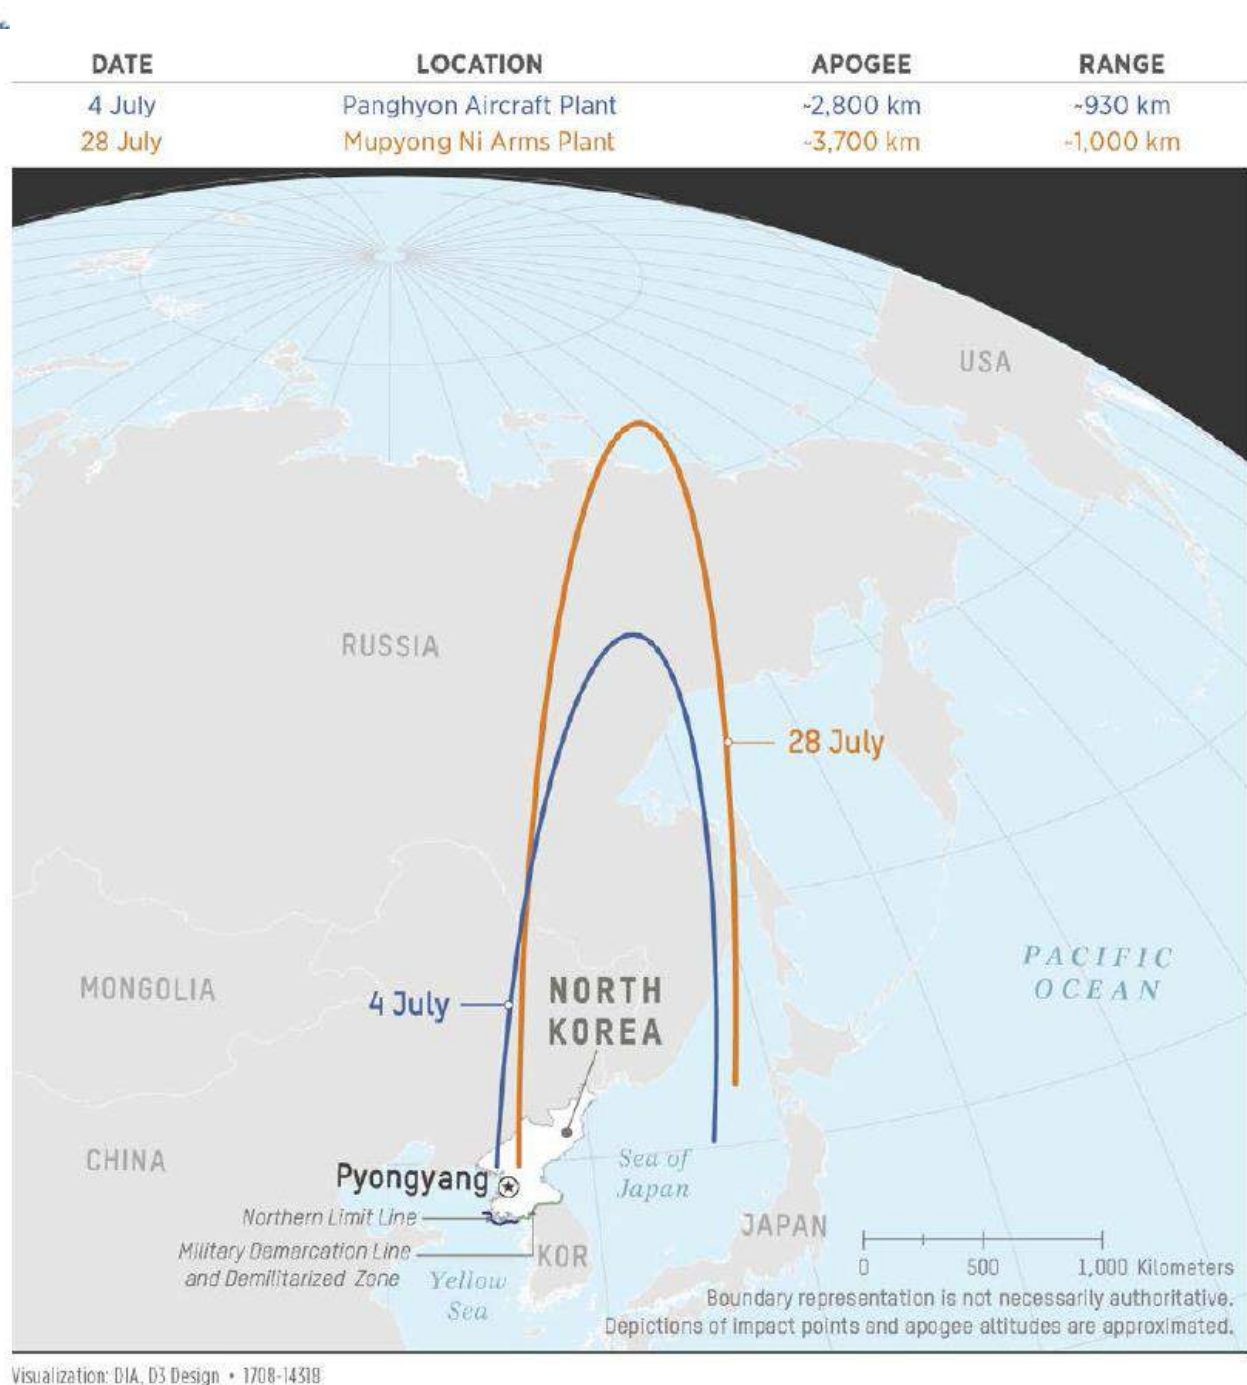 DATE LOCATION APOGEE RANGE
4 July Panghyon Aircraft Plant ~2,800 km ~930 km
28 July Mupyong Ni Arms Plant ~3,700 km ~1,000 km
USA
RUSSIA
28 July
PACIFIC
OCEAN
MONGOLIA
4 July
NORTH
KOREA
CHINA
Pyongyang
Sea of
Japan
Northern Limit Line
Military Demarcation Line
and Demilitarized Zone
KOR
Yellow
Sea
JAPAN
0 500 1,000 Kilometers
Boundary representation is not necessarily authoritative.
Depictions of impact points and apogee altitudes are approximated.
Visualization: DIA, D3 Design • 1708-14319